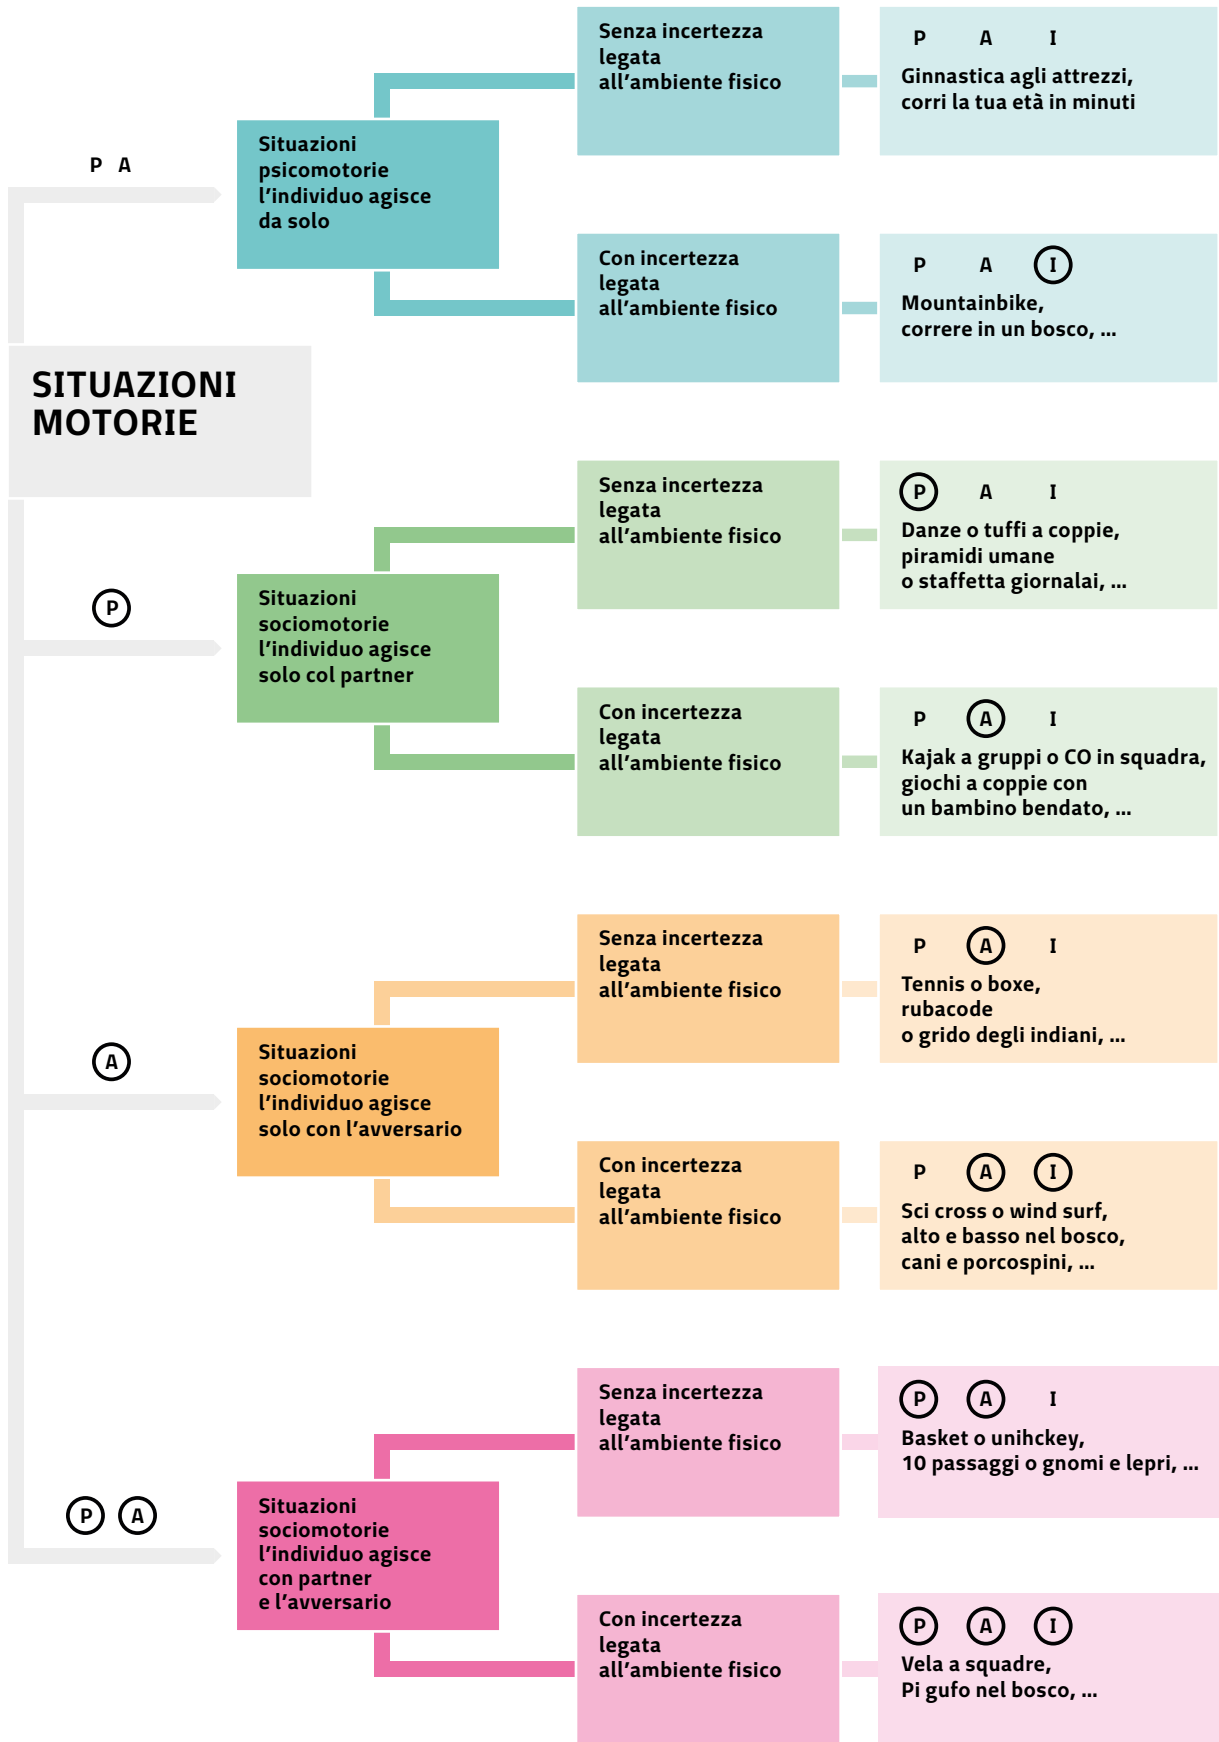 SITUAZIONI
MOTORIE
P A
Situazioni
psicomotorie
l’individuo agisce
da solo
Senza incertezza
legata
all’ambiente fisico
P A I
Ginnastica agli attrezzi,
corri la tua età in minuti
Con incertezza
legata
all’ambiente fisico
P A I
Mountainbike,
correre in un bosco, ...
P
Situazioni
sociomotorie
l’individuo agisce
solo col partner
Senza incertezza
legata
all’ambiente fisico
P A I
Danze o tuffi a coppie,
piramidi umane
o staffetta giornalai, ...
Con incertezza
legata
all’ambiente fisico
P A I
Kajak a gruppi o CO in squadra,
giochi a coppie con
un bambino bendato, ...
A
Situazioni
sociomotorie
l’individuo agisce
solo con l’avversario
Senza incertezza
legata
all’ambiente fisico
P A I
Tennis o boxe,
rubacode
o grido degli indiani, ...
Con incertezza
legata
all’ambiente fisico
P A I
Sci cross o wind surf,
alto e basso nel bosco,
cani e porcospini, ...
P A
Situazioni
sociomotorie
l’individuo agisce
con partner
e l’avversario
Senza incertezza
legata
all’ambiente fisico
P A I
Basket o unihckey,
10 passaggi o gnomi e lepri, ...
Con incertezza
legata
all’ambiente fisico
P A I
Vela a squadre,
Pi gufo nel bosco, ...